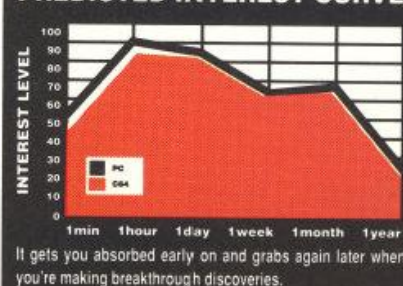 PREDICTED INTEREST CURVE
INTEREST LEVEL
100
90
80
70
60
50
40
30
20
10
0
PC
C64
1min 1hour 1day 1week 1month 1year
It gets you absorbed early on and grabs again later when
you're making breakthrough discoveries.